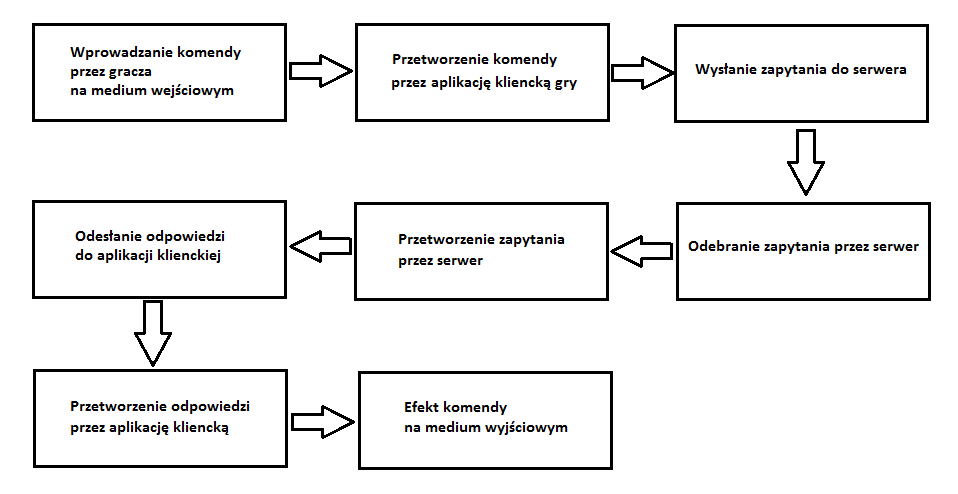 Wprowadzanie komendy
przez gracza
na medium wejściowym
Przetworzenie komendy
przez aplikację kliencką gry
Wysłanie zapytania do serwera
Odebranie zapytania przez serwer
Przetworzenie zapytania
przez serwer
Odesłanie odpowiedzi
do aplikacji klienckiej
Przetworzenie odpowiedzi
przez aplikację kliencką
Efekt komendy
na medium wyjściowym